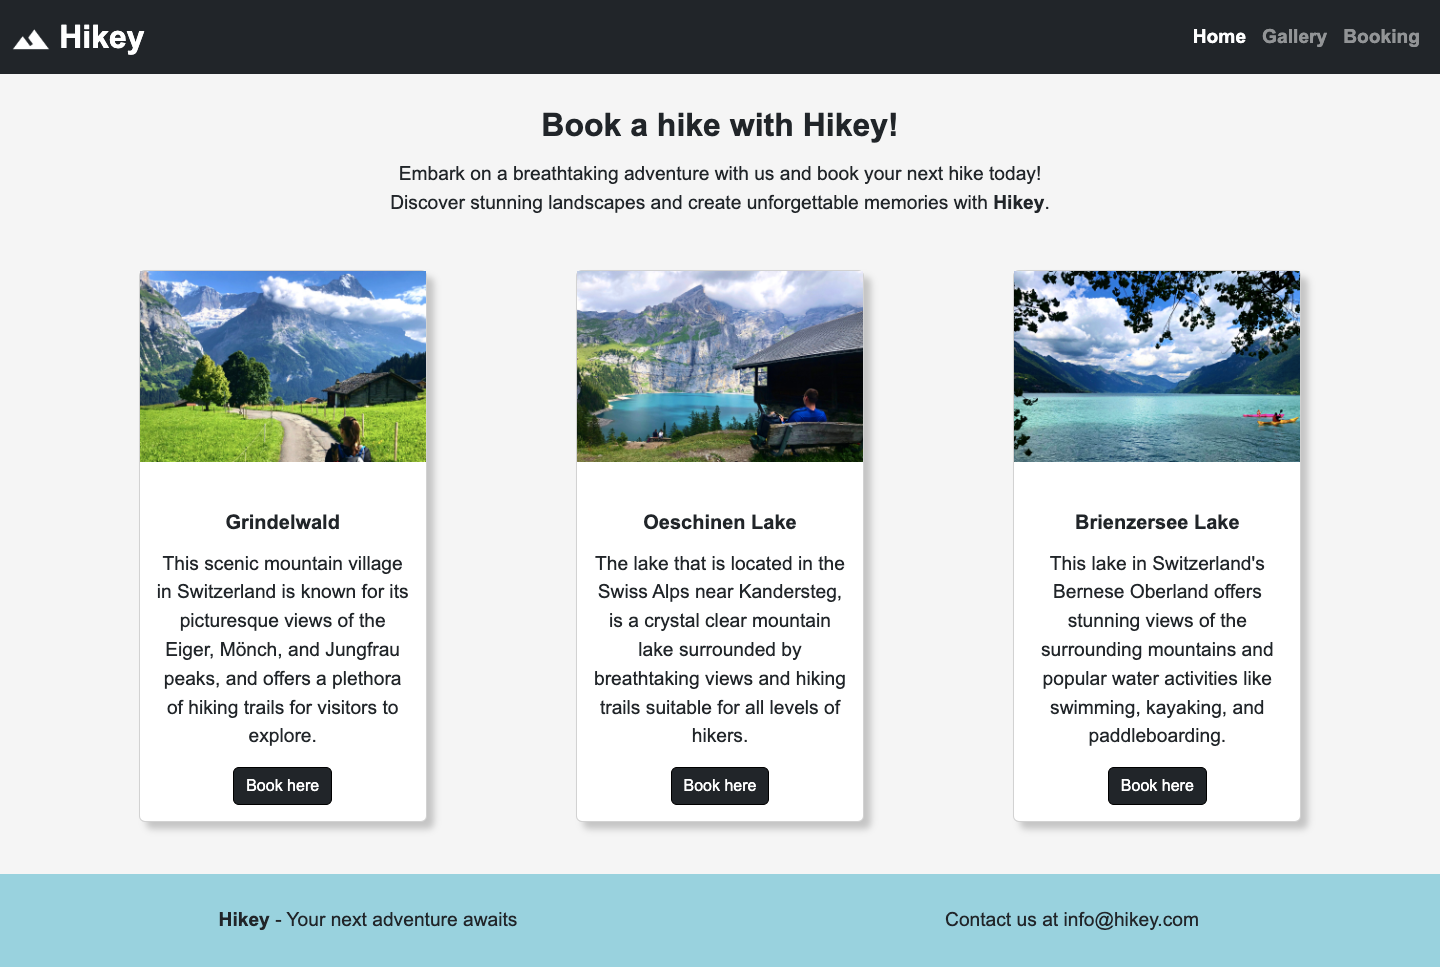 Hikey
Home Gallery Booking
Book a hike with Hikey!
Embark on a breathtaking adventure with us and book your next hike today!
Discover stunning landscapes and create unforgettable memories with Hikey.
Grindelwald
This scenic mountain village
in Switzerland is known for its
picturesque views of the
Eiger, Mönch, and Jungfrau
peaks, and offers a plethora
of hiking trails for visitors to
explore.
Book here
Oeschinen Lake
The lake that is located in the
Swiss Alps near Kandersteg,
is a crystal clear mountain
lake surrounded by
breathtaking views and hiking
trails suitable for all levels of
hikers.
Book here
Brienzersee Lake
This lake in Switzerland's
Bernese Oberland offers
stunning views of the
surrounding mountains and
popular water activities like
swimming, kayaking, and
paddleboarding.
Book here
Hikey - Your next adventure awaits
Contact us at info@hikey.com